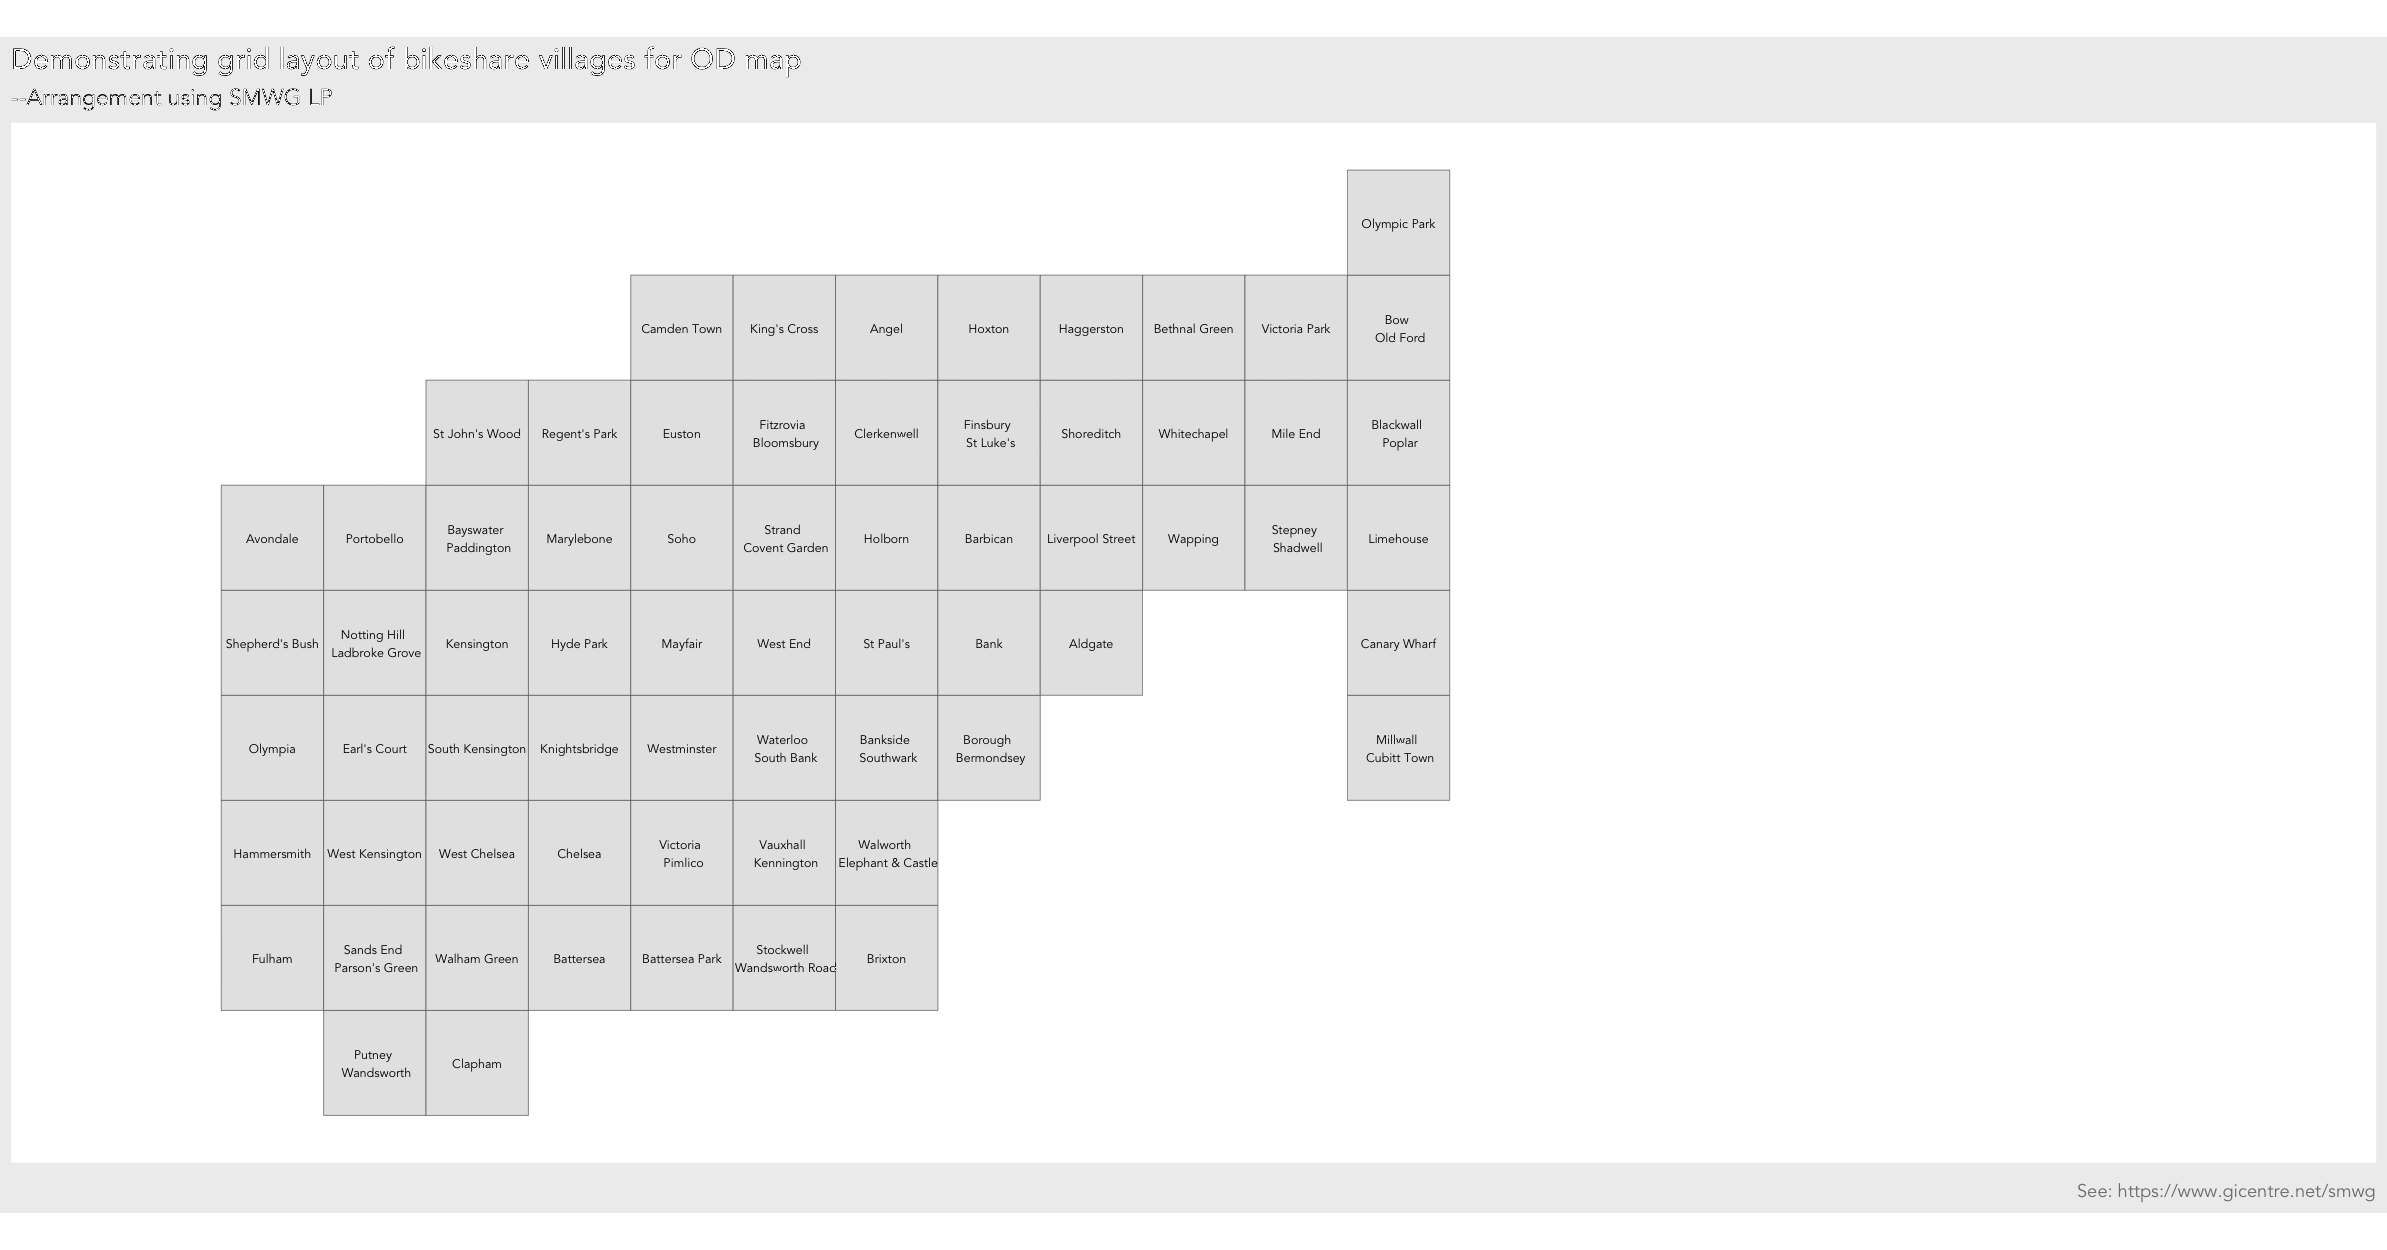 Demonstrating grid layout of bikeshare villages for OD map
--Arrangement using SMWG LP
Olympic Park
Camden Town
King's Cross
Angel
Hoxton
Haggerston
Bethnal Green
Victoria Park
Bow
Old Ford
St John's Wood
Regent's Park
Euston
Fitzrovia
Bloomsbury
Clerkenwell
Finsbury
St Luke's
Shoreditch
Whitechapel
Mile End
Blackwall
Poplar
Avondale
Portobello
Bayswater
Paddington
Marylebone
Soho
Strand
Covent Garden
Holborn
Barbican
Liverpool Street
Wapping
Stepney
Shadwell
Limehouse
Shepherd's Bush
Notting Hill
Ladbroke Grove
Kensington
Hyde Park
Mayfair
West End
St Paul's
Bank
Aldgate
Canary Wharf
Olympia
Earl's Court
South Kensington
Knightsbridge
Westminster
Waterloo
South Bank
Bankside
Southwark
Borough
Bermondsey
Millwall
Cubitt Town
Hammersmith
West Kensington
West Chelsea
Chelsea
Victoria
Pimlico
Vauxhall
Kennington
Walworth
Elephant & Castle
Fulham
Sands End
Parson's Green
Walham Green
Battersea
Battersea Park
Stockwell
Wandsworth Road
Brixton
Putney
Wandsworth
Clapham
See: https://www.gicentre.net/smwg